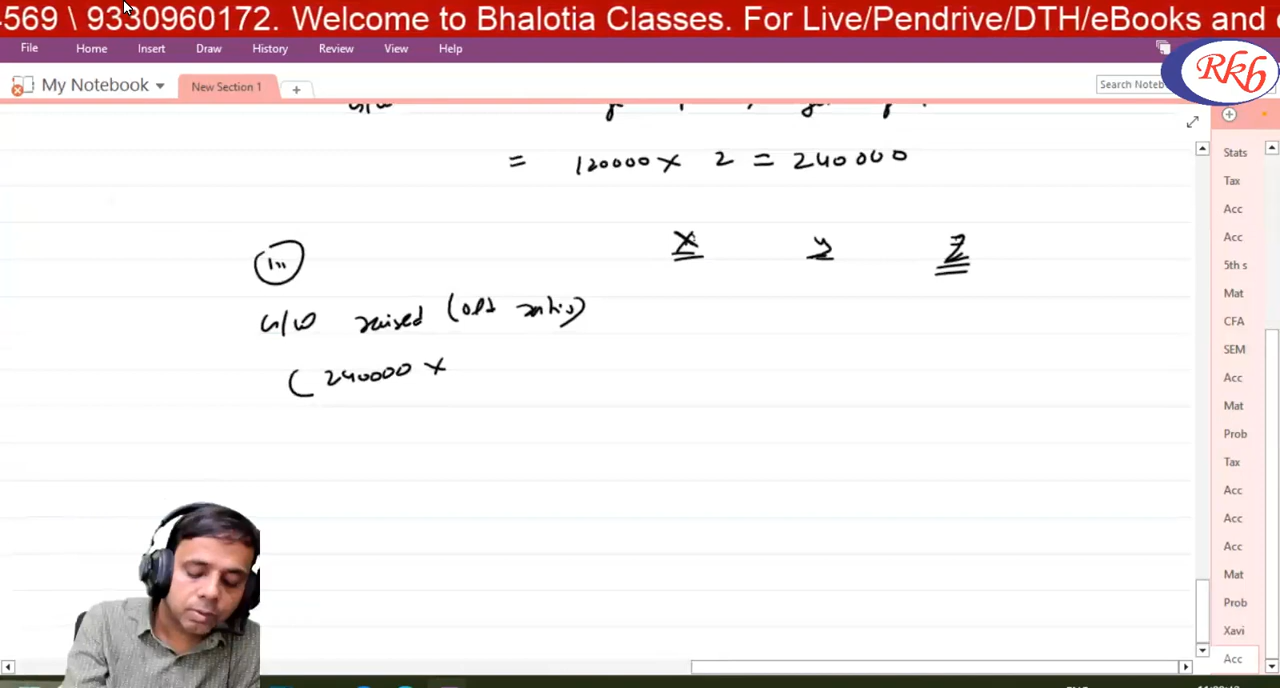 4569 \ 9330960172. Welcome to Bhalotia Classes. For Live/Pendrive/DTH/eBooks and
File Home Insert Draw History Review View Help
Rkb
My Notebook New Section 1 + Search Noteb
G/W
= 120000 x 2 = 240000
X Y Z
G/W raised (old ratio)
( 240000 x
Stats
Tax
Acc
Acc
5th s
Mat
CFA
SEM
Acc
Mat
Prob
Tax
Acc
Acc
Acc
Mat
Prob
Xavi
Acc